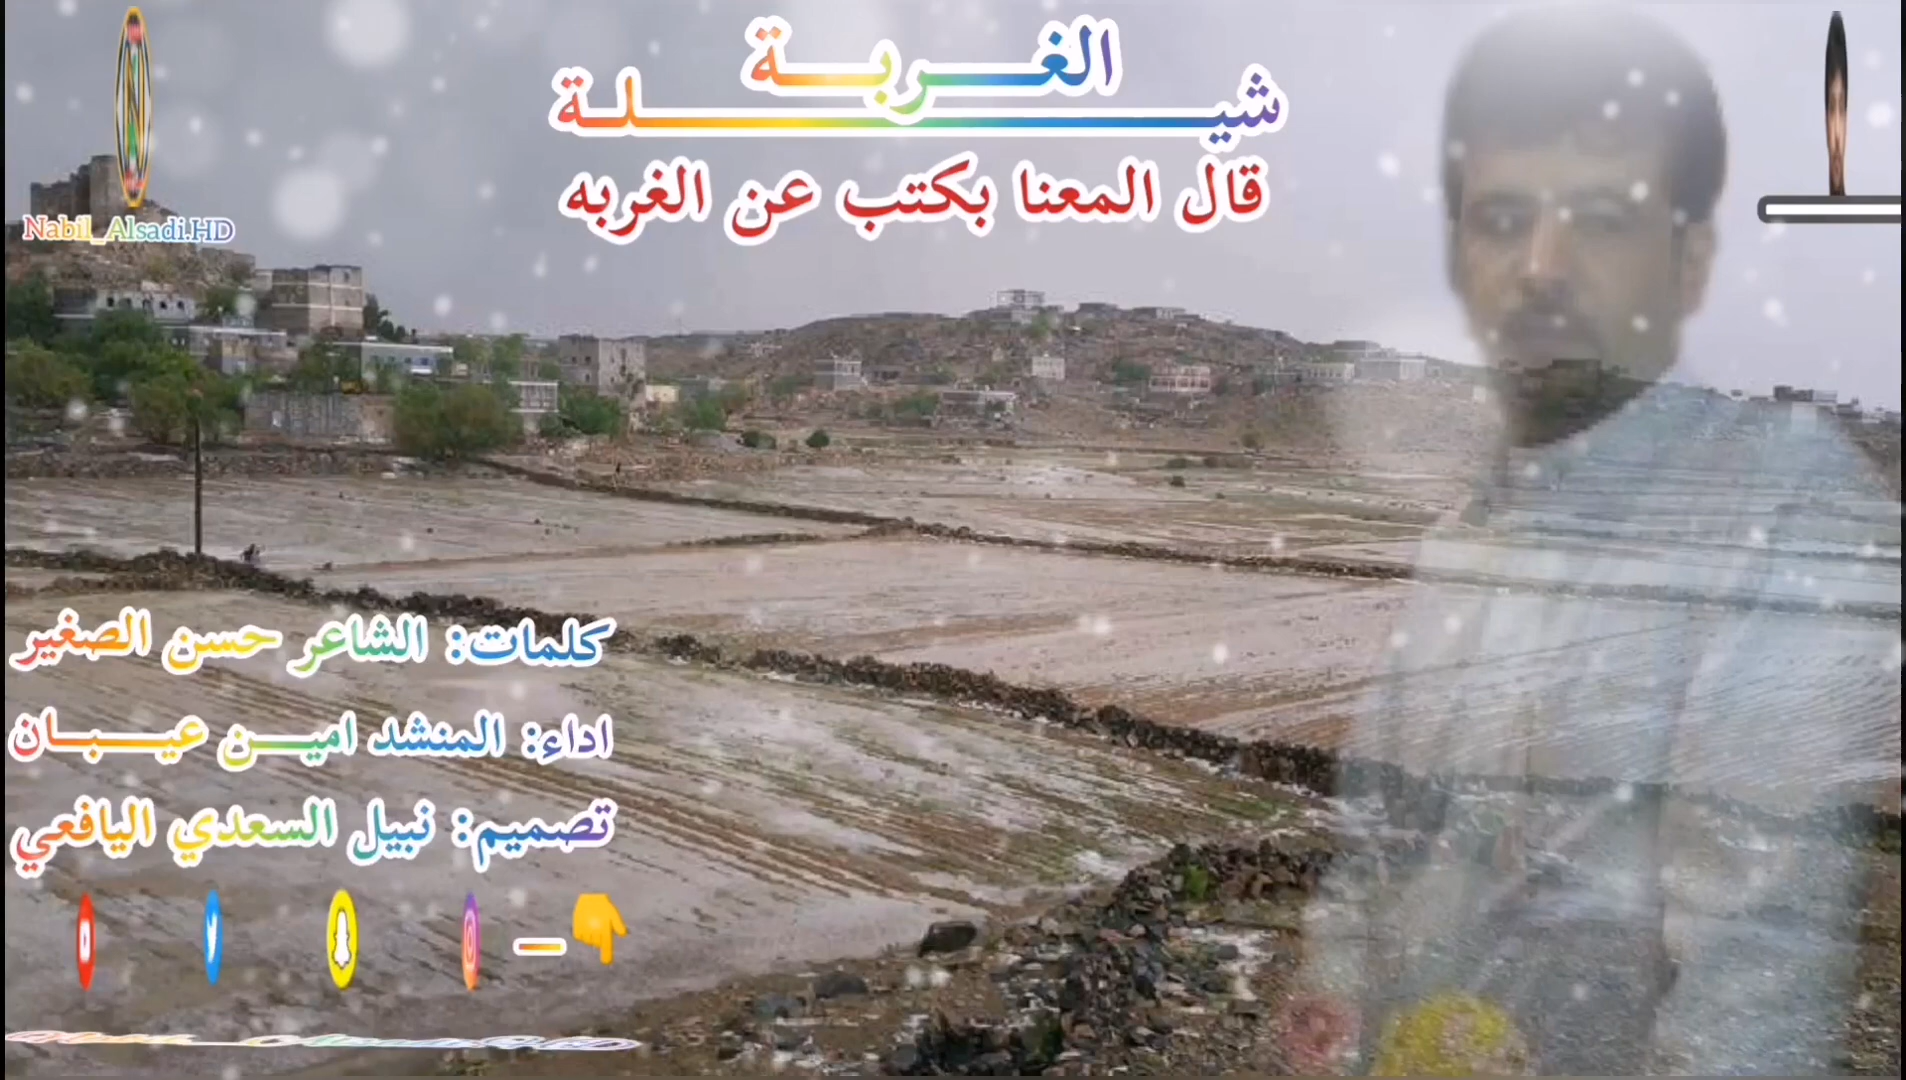 الغربة
شيلة
قال المعنا بكتب عن الغربه
Nabil_Alsadi.HD
كلمات: الشاعر حسن الصغير
اداء: المنشد امين عيبان
تصميم: نبيل السعدي اليافعي